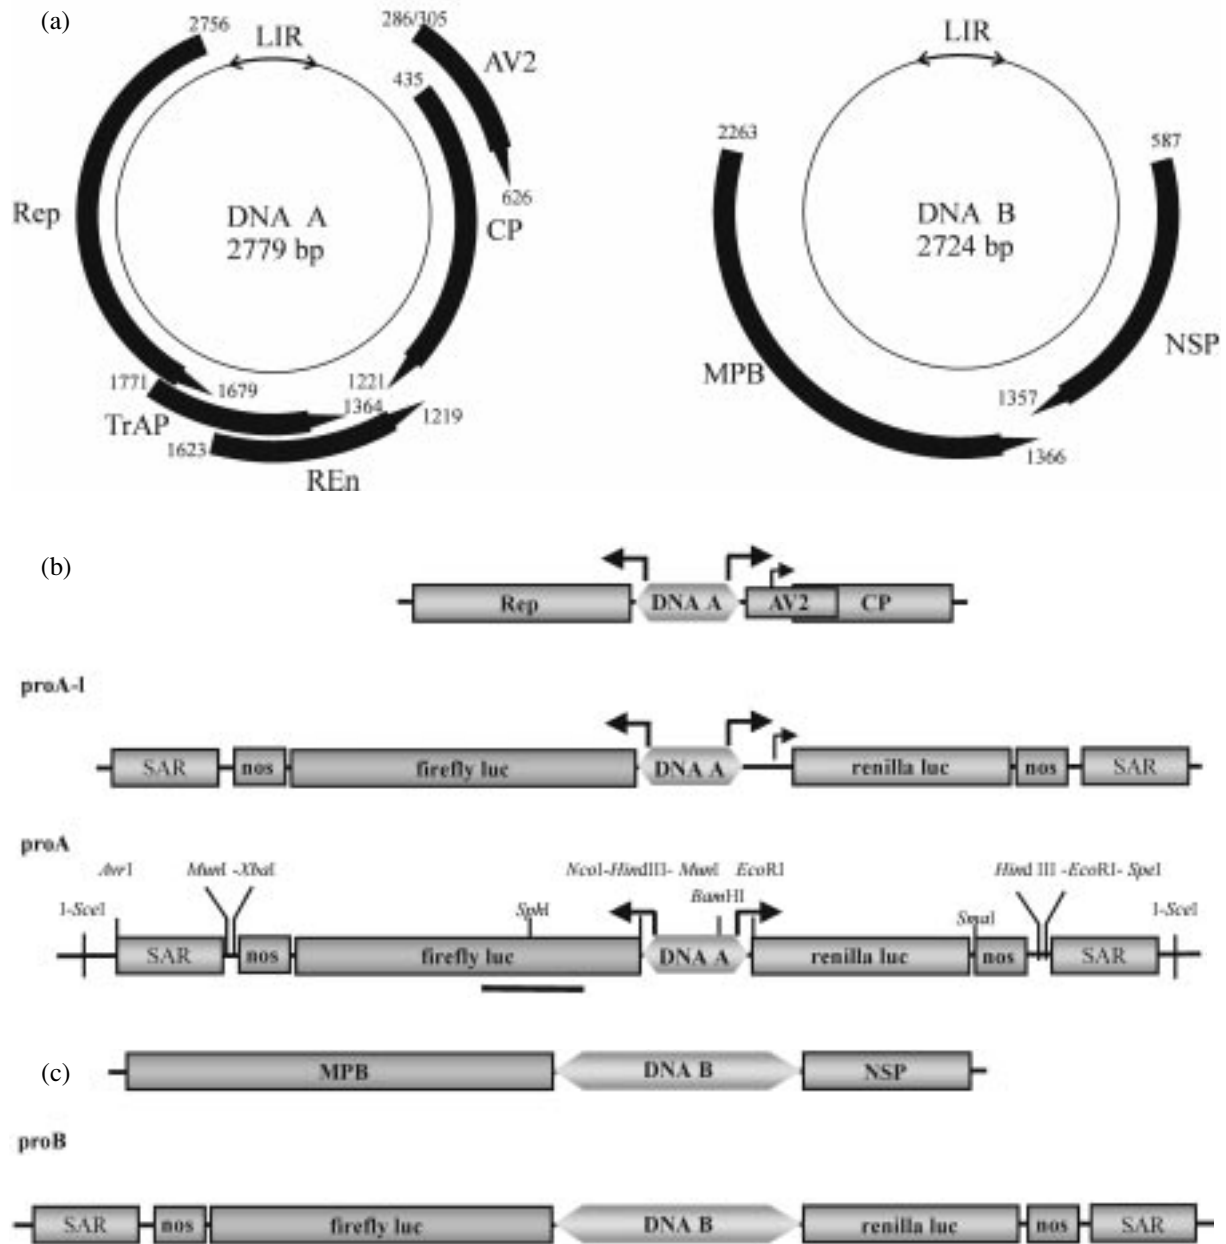 (a)
2756
LIR
286/305
AV2
435
626
Rep
DNA A
2779 bp
CP
1771
1679
1221
1364
1219
TrAP
1623
REn
LIR
2263
587
DNA B
2724 bp
MPB
NSP
1357
1366
(b)
Rep DNA A AV2 CP
proA-I
SAR nos firefly luc DNA A renilla luc nos SAR
proA
AvrI MunI -XbaI NcoI-HindIII- MunI EcoRI Hind III -EcoRI- SpeI
I-SceI SphI BamHI SmaI I-SceI
SAR nos firefly luc DNA A renilla luc nos SAR
(c)
MPB DNA B NSP
proB
SAR nos firefly luc DNA B renilla luc nos SAR